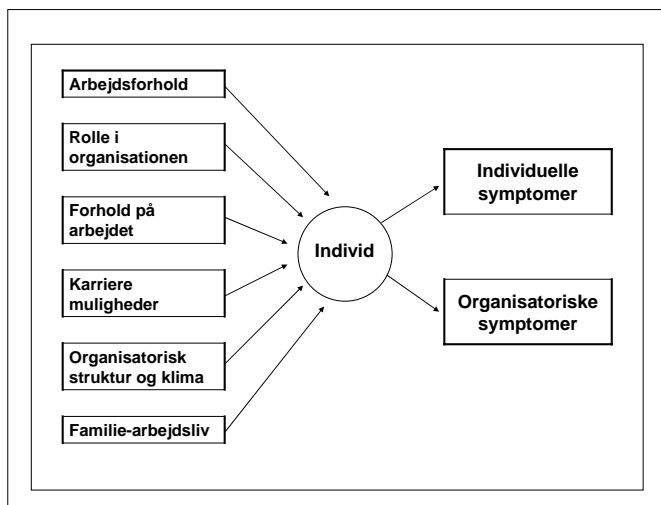 Arbejdsforhold
Rolle i
organisationen
Forhold på
arbejdet
Karriere
muligheder
Organisatorisk
struktur og klima
Familie-arbejdsliv
Individ
Individuelle
symptomer
Organisatoriske
symptomer